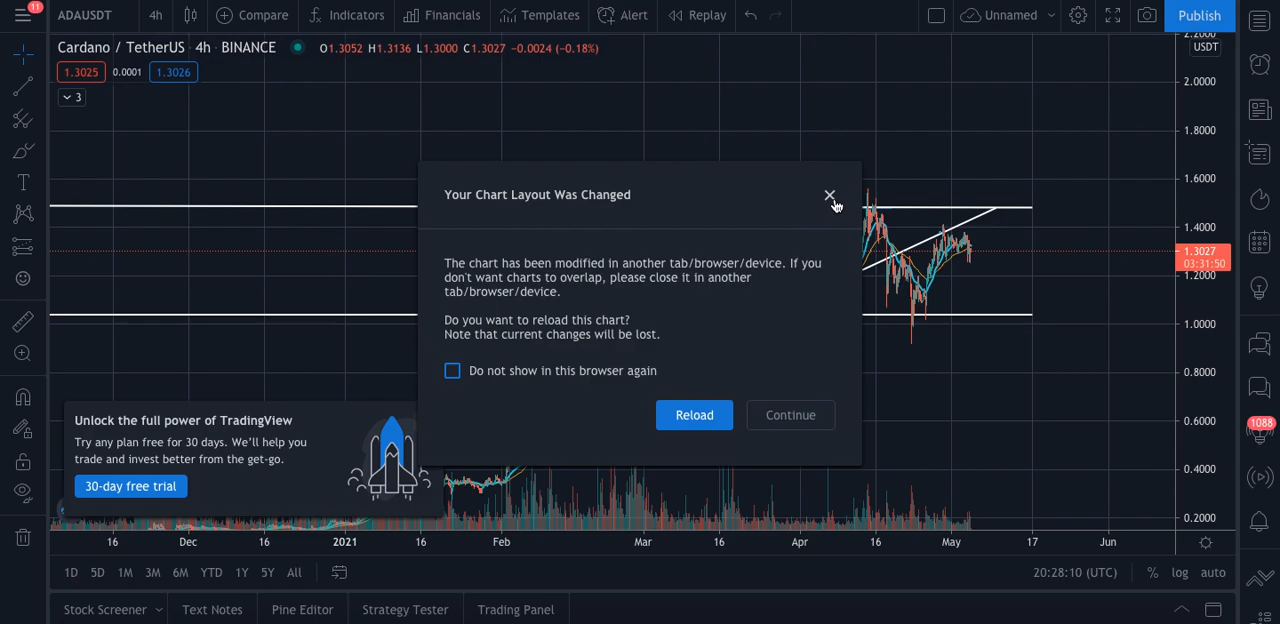 11
ADAUSDT
4h
Compare
Indicators
Financials
Templates
Alert
Replay
Unnamed
Publish
Cardano / TetherUS 4h BINANCE
O1.3052 H1.3136 L1.3000 C1.3027 −0.0024 (−0.18%)
1.3025 0.0001 1.3026
3
2.2000
USDT
2.0000
1.8000
1.6000
1.4000
1.3027
03:31:50
1.2000
1.0000
0.8000
0.6000
0.4000
0.2000
Your Chart Layout Was Changed
The chart has been modified in another tab/browser/device. If you
don't want charts to overlap, please close it in another
tab/browser/device.
Do you want to reload this chart?
Note that current changes will be lost.
Do not show in this browser again
Reload
Continue
Unlock the full power of TradingView
Try any plan free for 30 days. We'll help you
trade and invest better from the get-go.
30-day free trial
1088
16 Dec 16 2021 16 Feb Mar 16 Apr 16 May 17 Jun
1D 5D 1M 3M 6M YTD 1Y 5Y All
20:28:10 (UTC) % log auto
Stock Screener Text Notes Pine Editor Strategy Tester Trading Panel